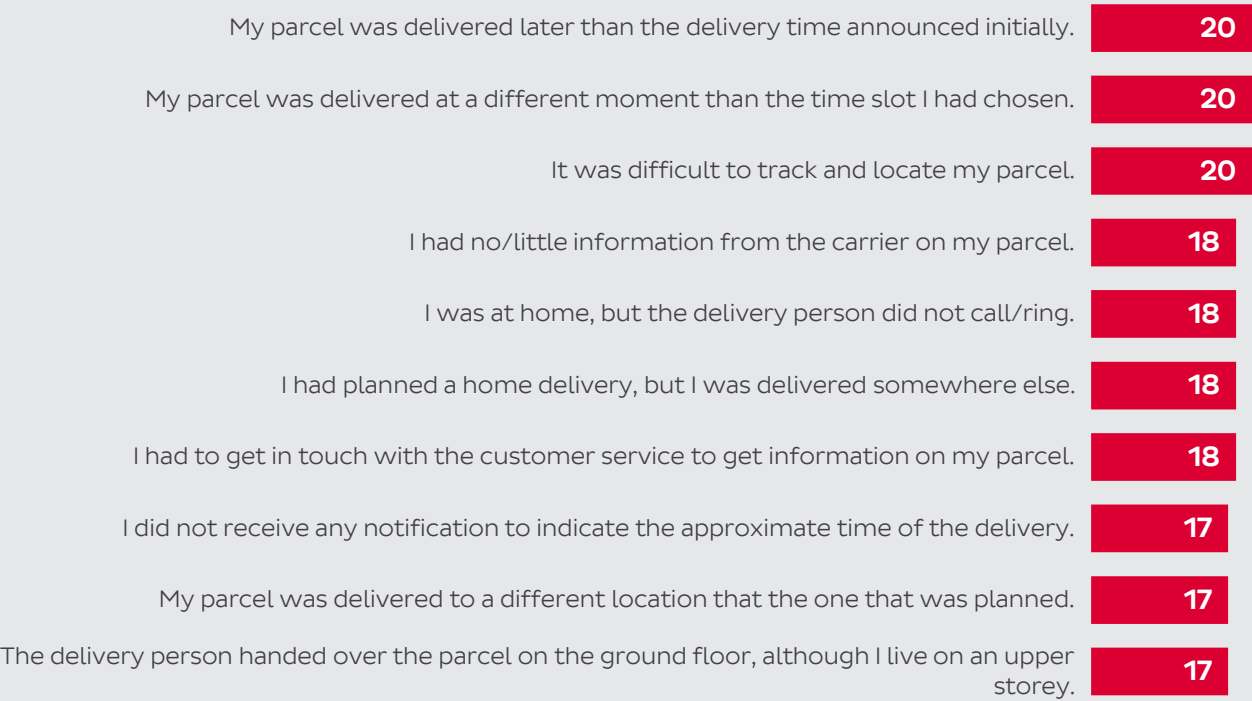 My parcel was delivered later than the delivery time announced initially. 20
My parcel was delivered at a different moment than the time slot I had chosen. 20
It was difficult to track and locate my parcel. 20
I had no/little information from the carrier on my parcel. 18
I was at home, but the delivery person did not call/ring. 18
I had planned a home delivery, but I was delivered somewhere else. 18
I had to get in touch with the customer service to get information on my parcel. 18
I did not receive any notification to indicate the approximate time of the delivery. 17
My parcel was delivered to a different location that the one that was planned. 17
The delivery person handed over the parcel on the ground floor, although I live on an upper
storey. 17